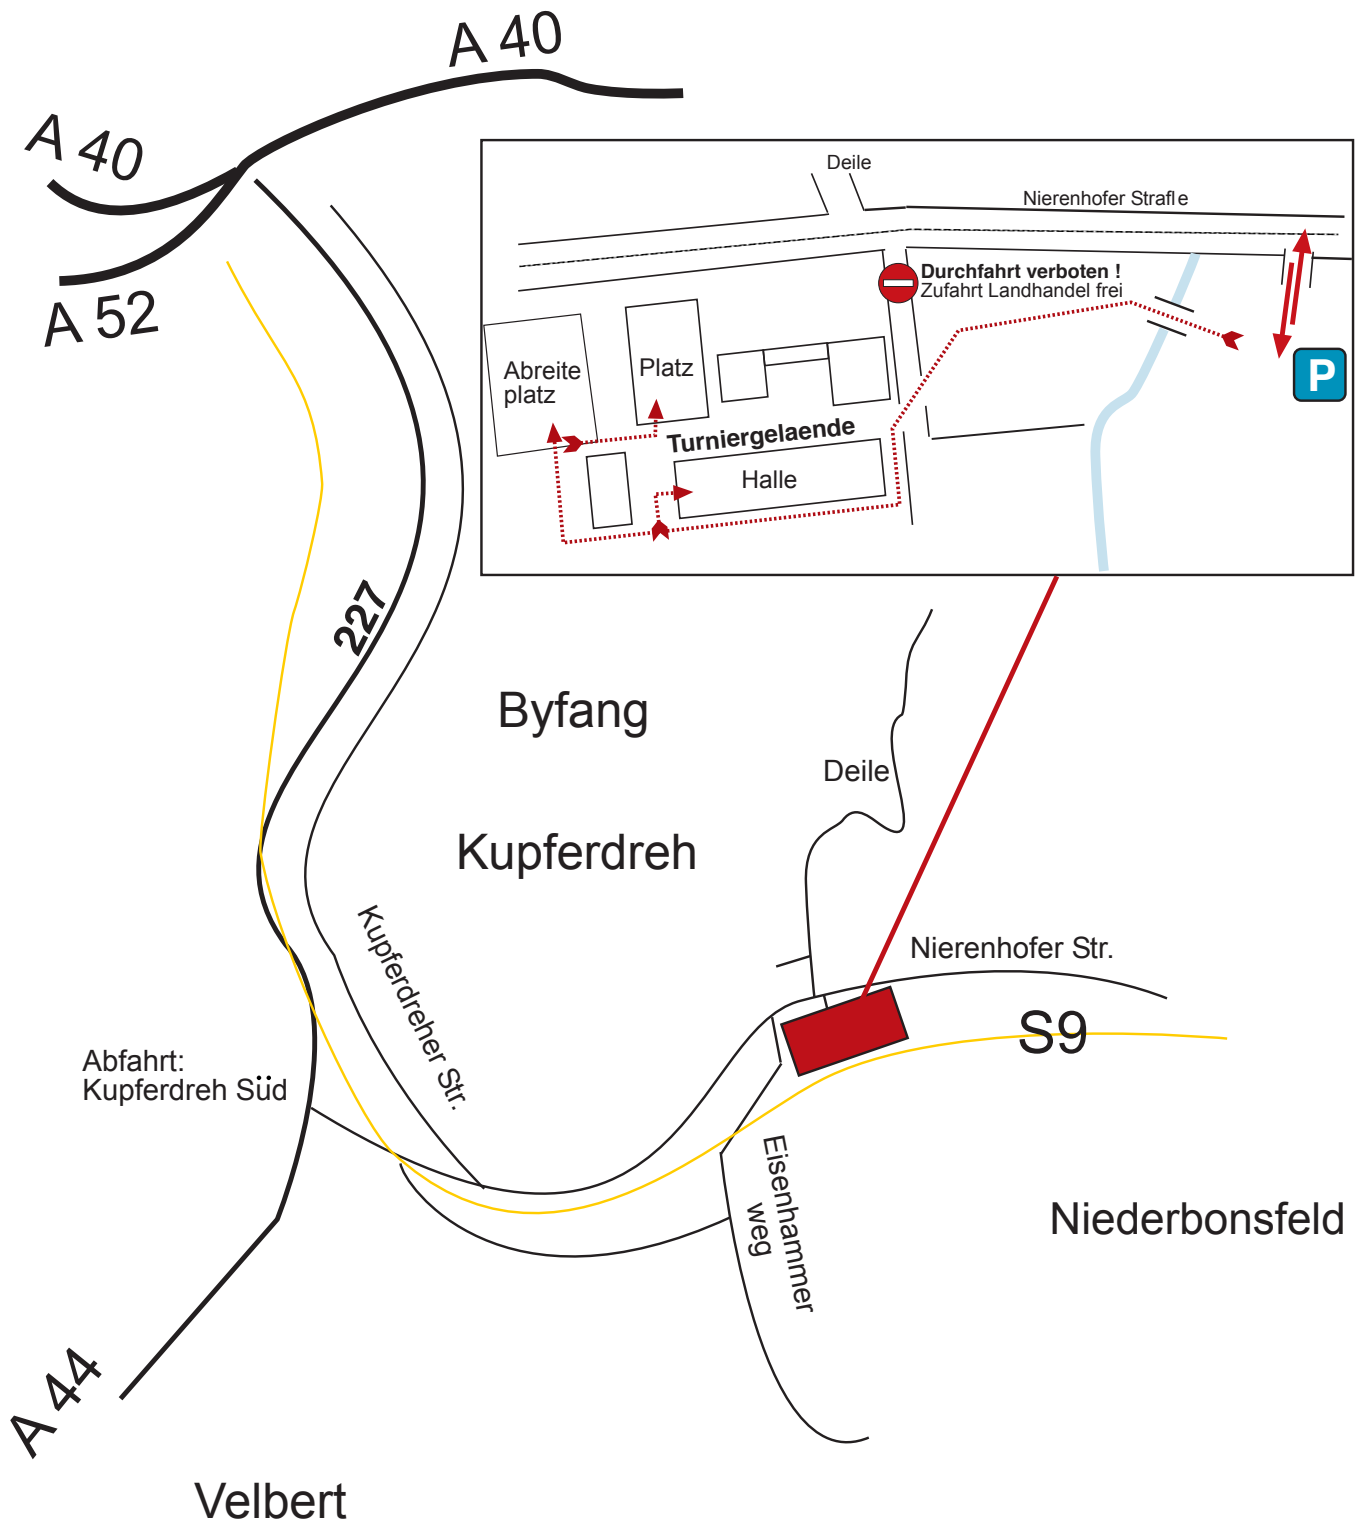 A 40
A 40
A 52
Deile
Nierenhofer Strafle
Durchfahrt verboten !
Zufahrt Landhandel frei
Abreite
platz
Platz
P
Turniergelaende
Halle
227
Byfang
Deile
Kupferdreh
Kupferdreher Str.
Nierenhofer Str.
S9
Abfahrt:
Kupferdreh Süd
Eisenhammer
weg
Niederbonsfeld
A 44
Velbert